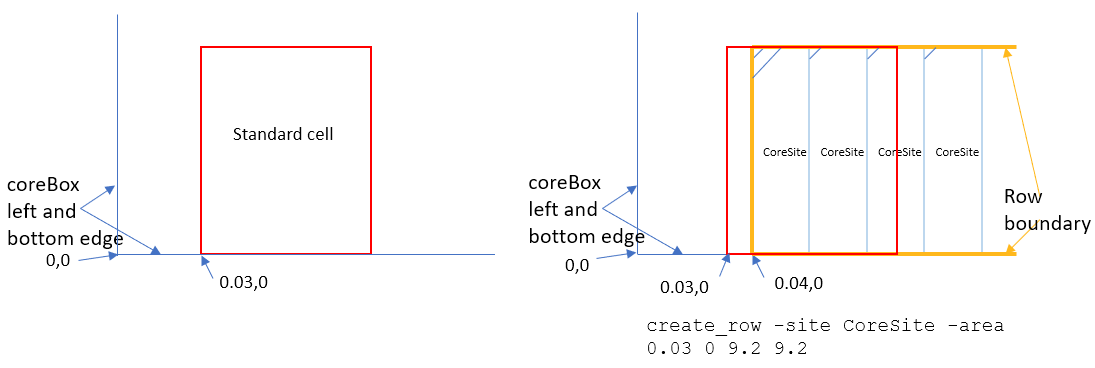 Standard cell
coreBox
left and
bottom edge
0,0
0.03,0
CoreSite
CoreSite
CoreSite
CoreSite
coreBox
left and
bottom edge
0,0
Row
boundary
0.03,0
0.04,0
create_row -site CoreSite -area
0.03 0 9.2 9.2